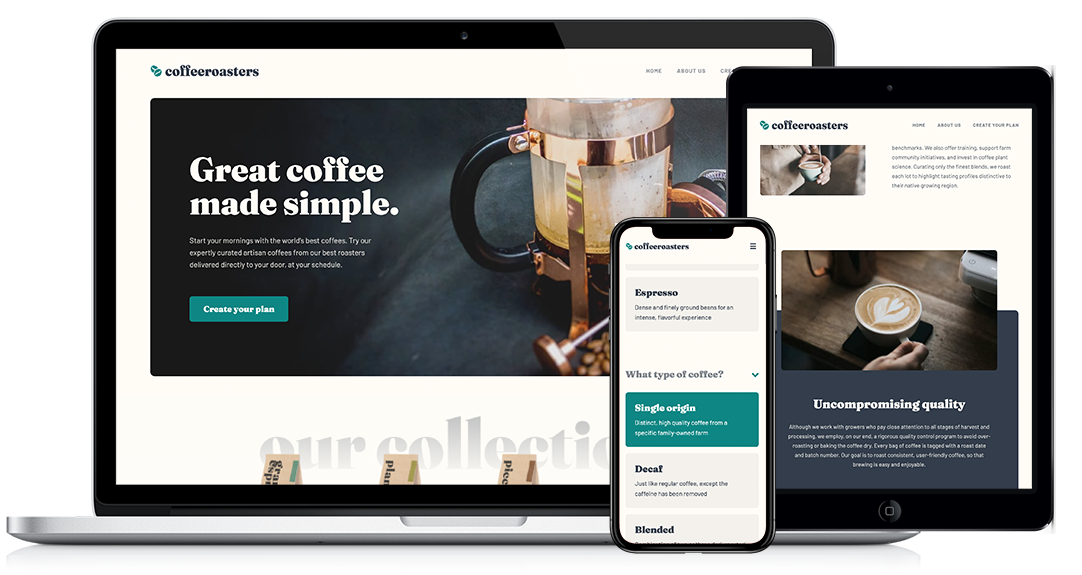 coffeeroasters
HOME
ABOUT US
Great coffee
made simple.
Start your mornings with the world's best coffees. Try our
expertly curated artisan coffees from our best roasters
delivered directly to your door, at your schedule.
Create your plan
our
coffeeroasters
Espresso
Dense and finely ground beans for an
intense, flavorful experience
What type of coffee?
Single origin
Distinct, high quality coffee from a
specific family-owned farm
Decaf
Just like regular coffee, except the
caffeine has been removed
Blended
coffeeroasters
HOME
ABOUT US
CREATE YOUR PLAN
benchmarks. We also offer training, support farm
community initiatives, and invest in coffee plant
science. Curating only the finest blends, we roast
each lot to highlight tasting profiles distinctive to
their native growing region.
Uncompromising quality
Although we work with growers who pay close attention to all stages of harvest and
processing, we employ, on our end, a rigorous quality control program to avoid over-
roasting or baking the coffee dry. Every bag of coffee is tagged with a roast date
and batch number. Our goal is to roast consistent, user-friendly coffee, so that
brewing is easy and enjoyable.